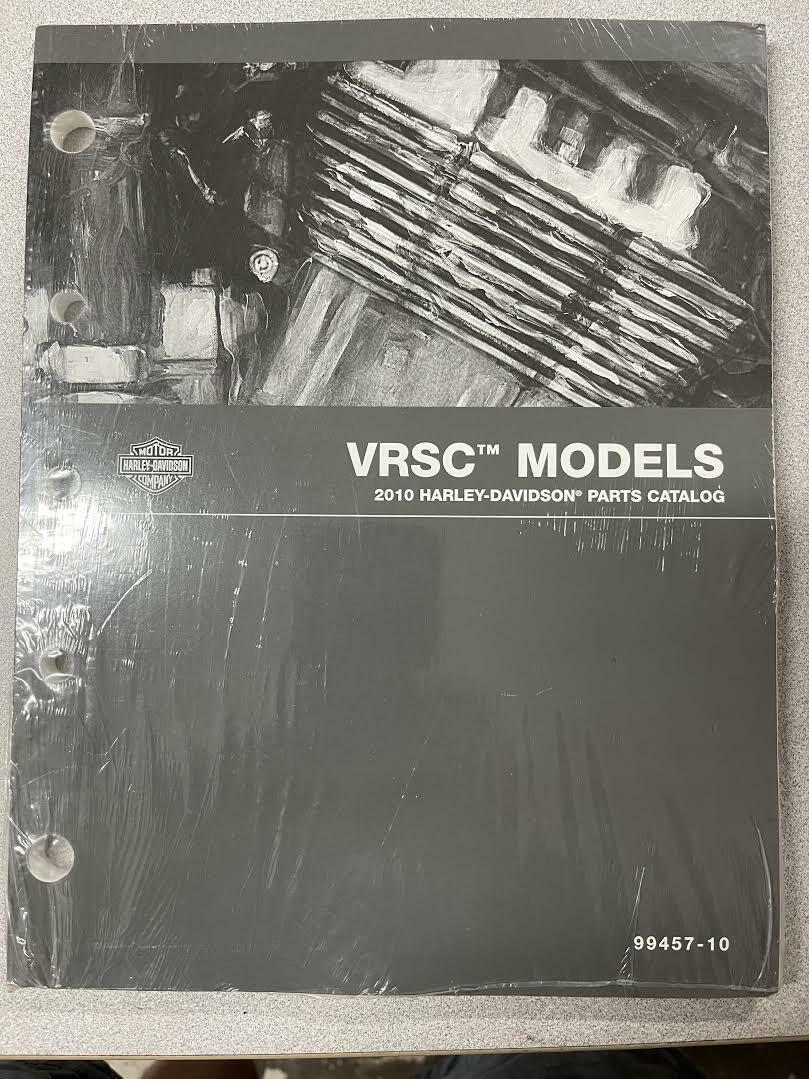 MOTOR
HARLEY-DAVIDSON
COMPANY
VRSC™ MODELS
2010 HARLEY-DAVIDSON® PARTS CATALOG
99457-10